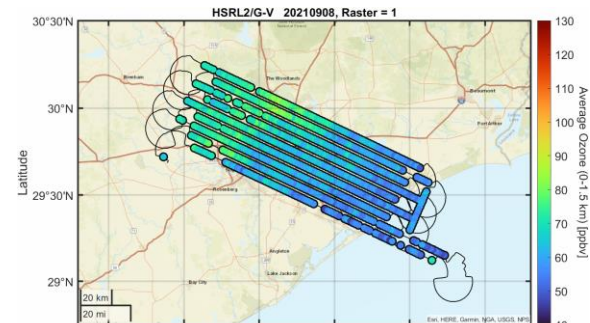 HSRL2/G-V 20210908, Raster = 1
30°30'N
30°N
29°30'N
29°N
Latitude
Brenham
The Woodlands
Beaumont
Port Arthur
Rosenberg
Angleton
Lake Jackson
Bay City
20 km
20 mi
Esri, HERE, Garmin, NGA, USGS, NPS
130
120
110
100
90
80
70
60
50
40
Average Ozone (0-1.5 km) [ppbv]